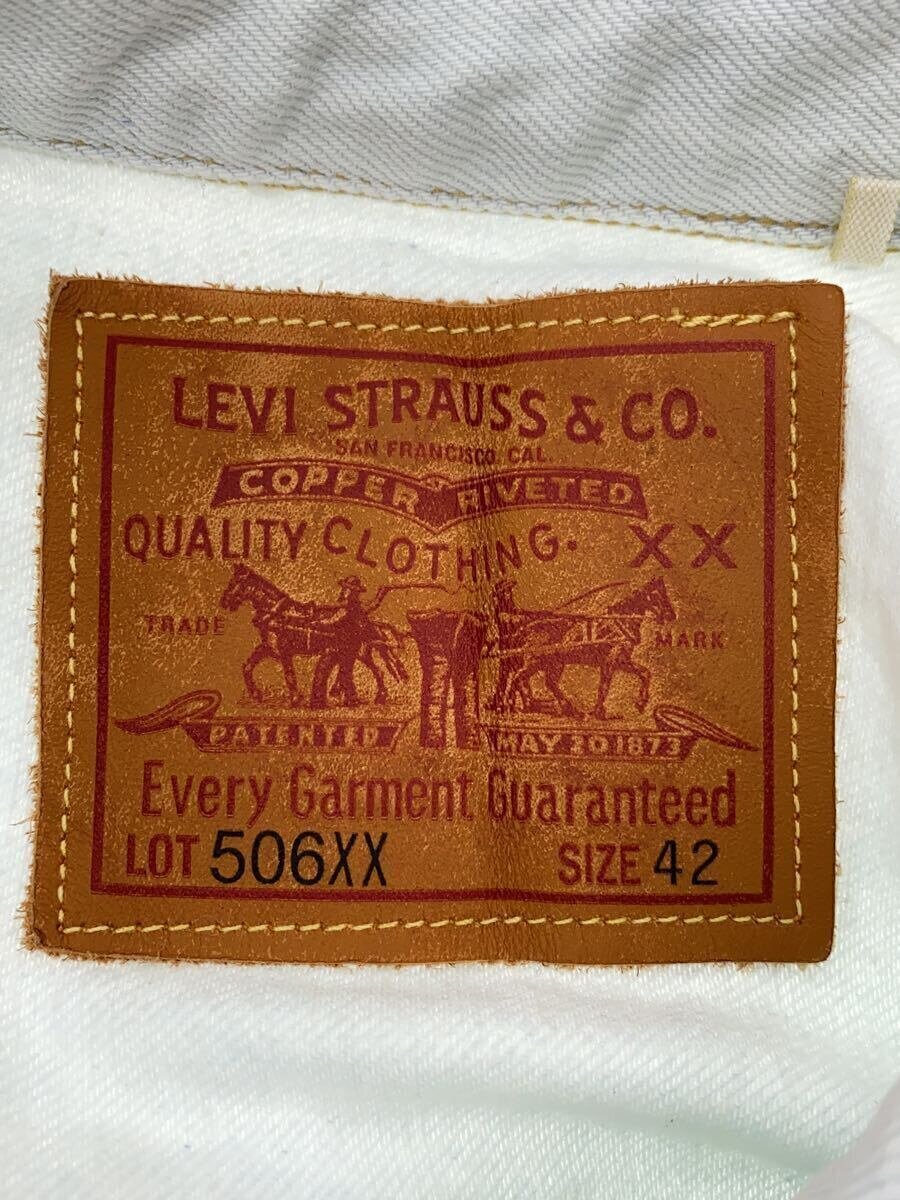 LEVI STRAUSS & CO.
SAN FRANCISCO, CAL.
COPPER RIVETED
QUALITY CLOTHING. XX
TRADE MARK
PATENTED MAY 20 1873
Every Garment Guaranteed
LOT 506XX SIZE 42